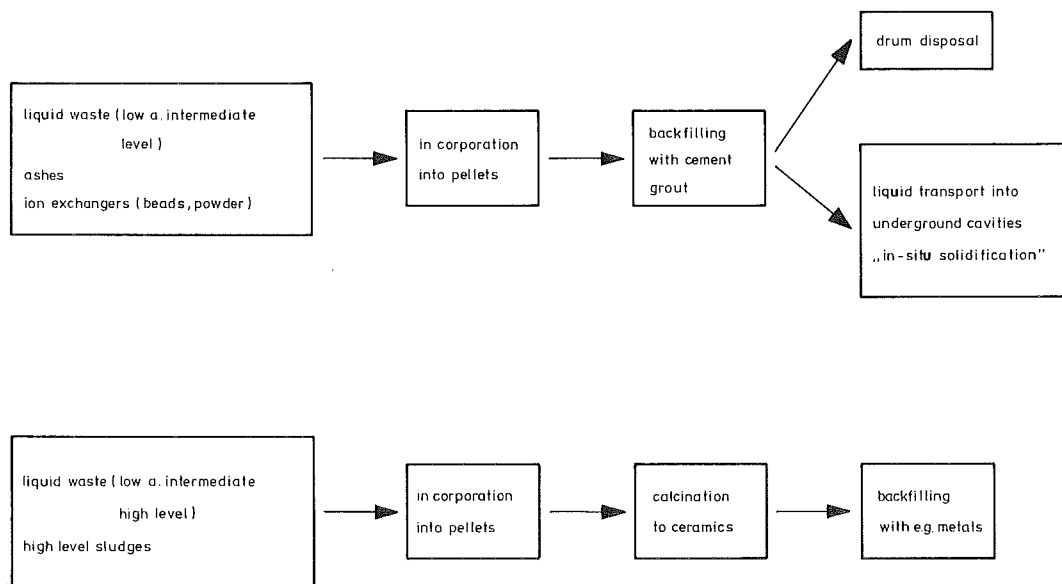 drum disposal
liquid waste (low a. intermediate
level)
ashes
ion exchangers (beads, powder)
in corporation
into pellets
backfilling
with cement
grout
liquid transport into
underground cavities
„in-situ solidification”
liquid waste (low a. intermediate
high level)
high level sludges
in corporation
into pellets
calcination
to ceramics
backfilling
with e.g. metals